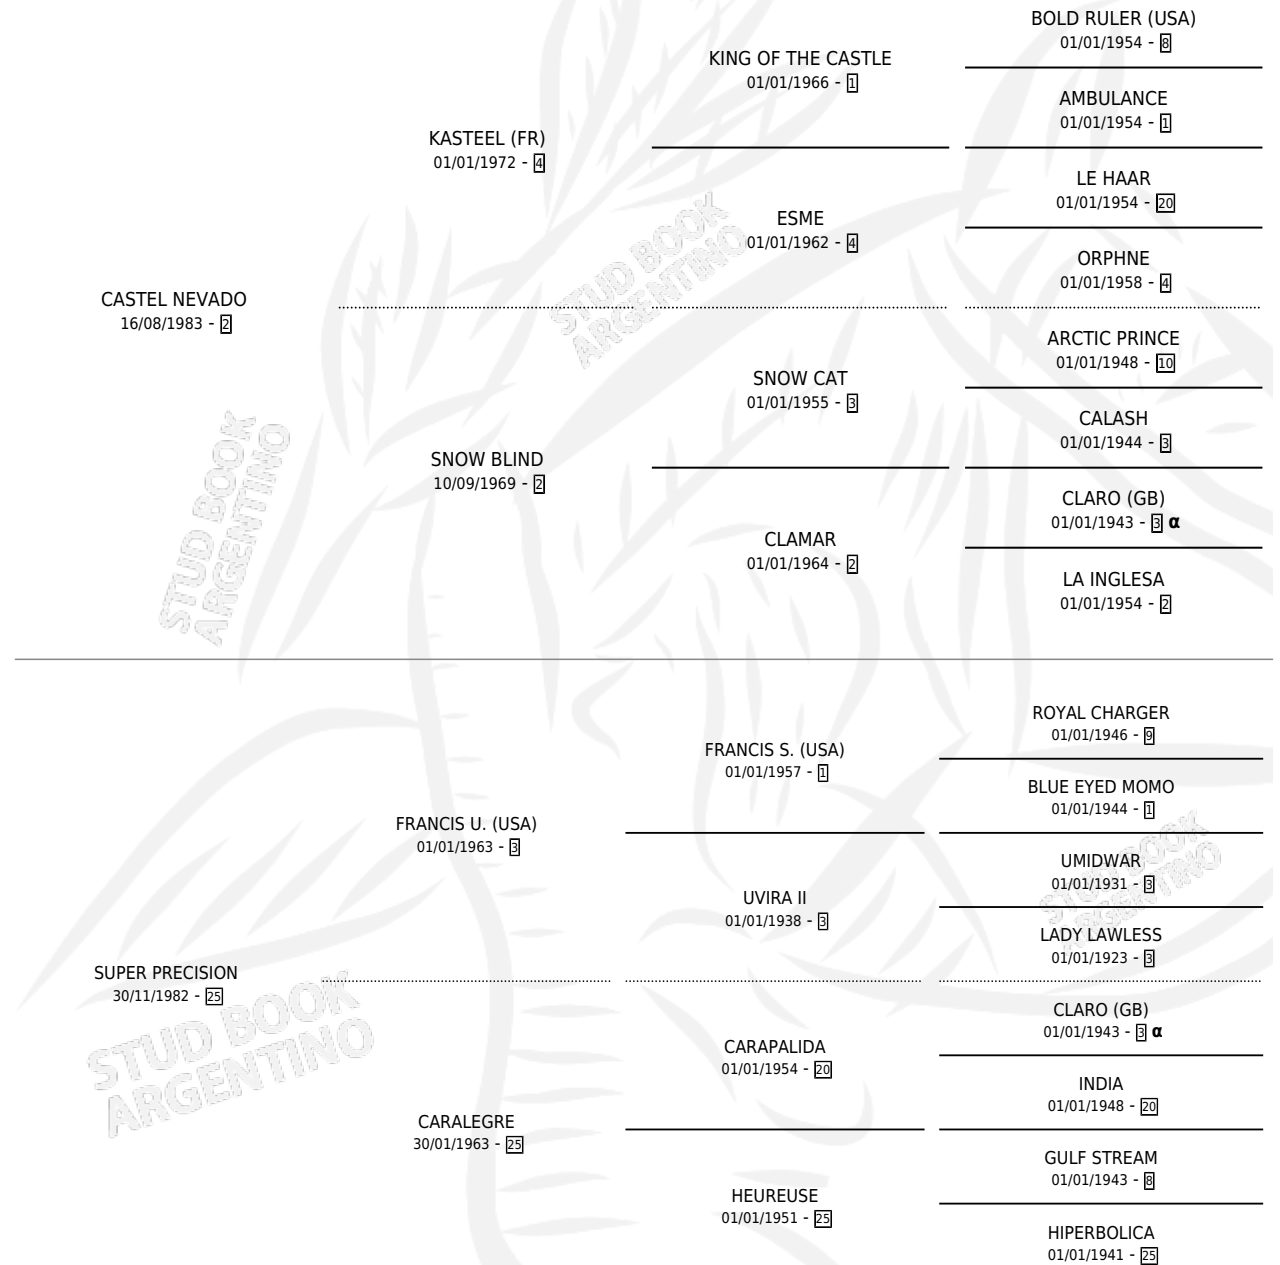 BOLD RULER (USA)
01/01/1954 - 8
KING OF THE CASTLE
01/01/1966 - 1
AMBULANCE
01/01/1954 - 1
KASTEEL (FR)
01/01/1972 - 4
LE HAAR
01/01/1954 - 20
ESME
01/01/1962 - 4
ORPHNE
01/01/1958 - 4
CASTEL NEVADO
16/08/1983 - 2
ARCTIC PRINCE
01/01/1948 - 10
SNOW CAT
01/01/1955 - 3
CALASH
01/01/1944 - 3
SNOW BLIND
10/09/1969 - 2
CLARO (GB)
01/01/1943 - 3 α
CLAMAR
01/01/1964 - 2
LA INGLESA
01/01/1954 - 2
ROYAL CHARGER
01/01/1946 - 9
FRANCIS S. (USA)
01/01/1957 - 1
BLUE EYED MOMO
01/01/1944 - 1
FRANCIS U. (USA)
01/01/1963 - 3
UMIDWAR
01/01/1931 - 3
UVIRA II
01/01/1938 - 3
LADY LAWLESS
01/01/1923 - 3
SUPER PRECISION
30/11/1982 - 25
CLARO (GB)
01/01/1943 - 3 α
CARAPALIDA
01/01/1954 - 20
INDIA
01/01/1948 - 20
CARALEGRE
30/01/1963 - 25
GULF STREAM
01/01/1943 - 8
HEUREUSE
01/01/1951 - 25
HIPERBOLICA
01/01/1941 - 25
STUD BOOK
ARGENTINO
STUD BOOK
ARGENTINO
STUD BOOK
ARGENTINO
STUD BOOK
ARGENTINO